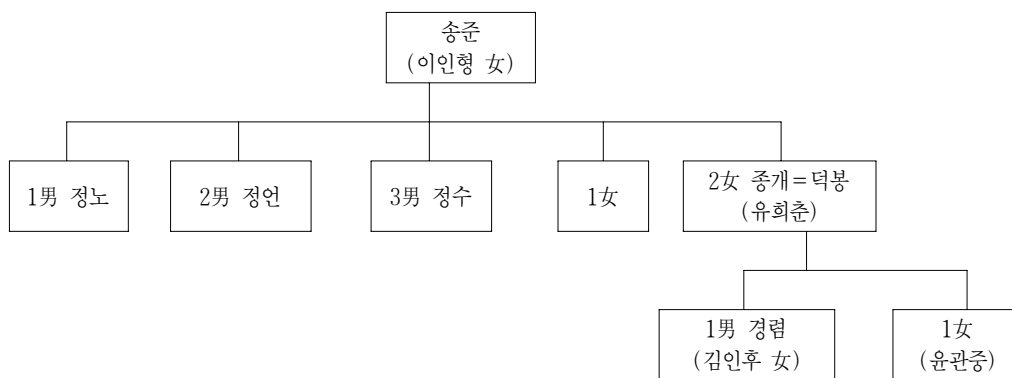 송준
(이인형 女)
1男 정노
2男 정언
3男 정수
1女
2女 종개=덕봉
(유희춘)
1男 경렴
(김인후 女)
1女
(윤관중)